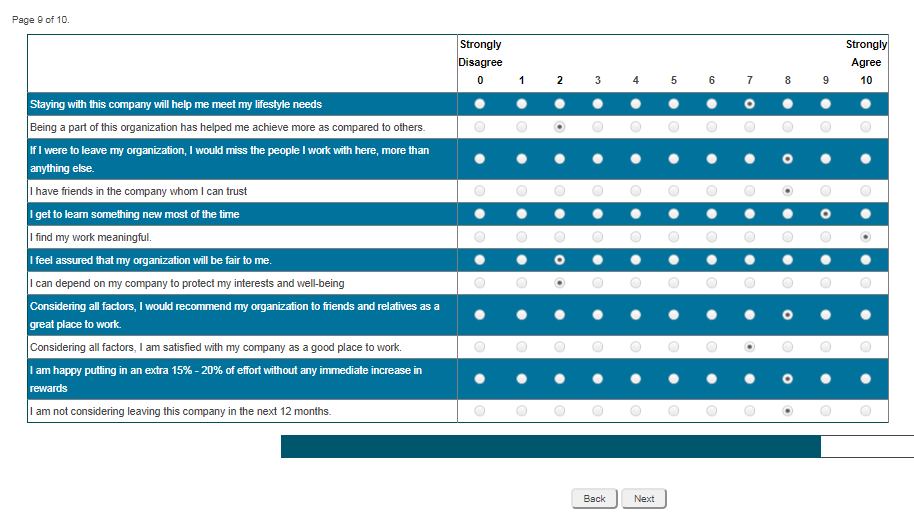 Page 9 of 10.
Strongly Strongly
Disagree Agree
0 1 2 3 4 5 6 7 8 9 10
Staying with this company will help me meet my lifestyle needs
Being a part of this organization has helped me achieve more as compared to others.
If I were to leave my organization, I would miss the people I work with here, more than
anything else.
I have friends in the company whom I can trust
I get to learn something new most of the time
I find my work meaningful.
I feel assured that my organization will be fair to me.
I can depend on my company to protect my interests and well-being
Considering all factors, I would recommend my organization to friends and relatives as a
great place to work.
Considering all factors, I am satisfied with my company as a good place to work.
I am happy putting in an extra 15% - 20% of effort without any immediate increase in
rewards
I am not considering leaving this company in the next 12 months.
Back Next